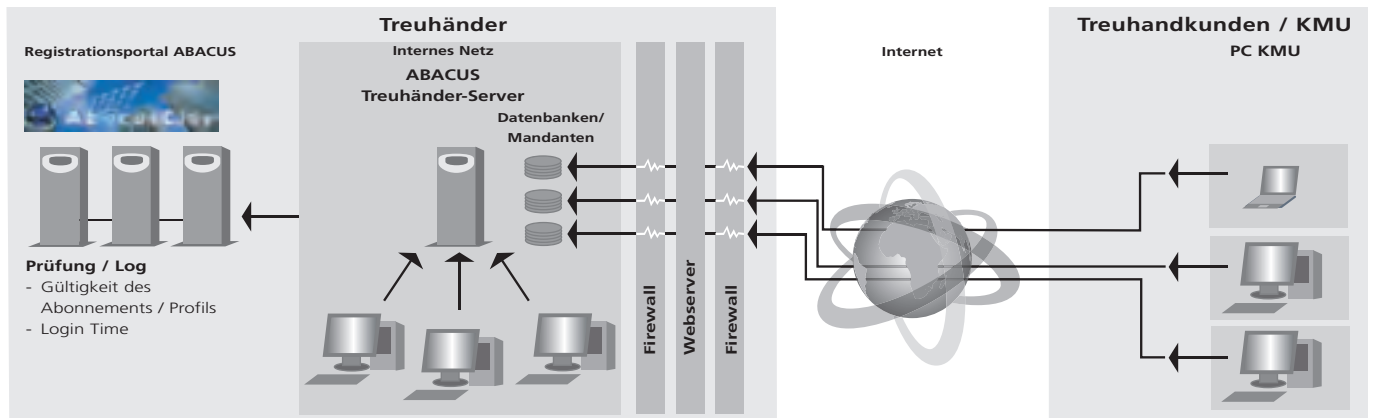 Treuhänder
Registrationsportal ABACUS
AbacusCity
Prüfung / Log
- Gültigkeit des
Abonnements / Profils
- Login Time
Internes Netz
ABACUS
Treuhänder-Server
Datenbanken/
Mandanten
Firewall
Webserver
Firewall
Internet
Treuhandkunden / KMU
PC KMU